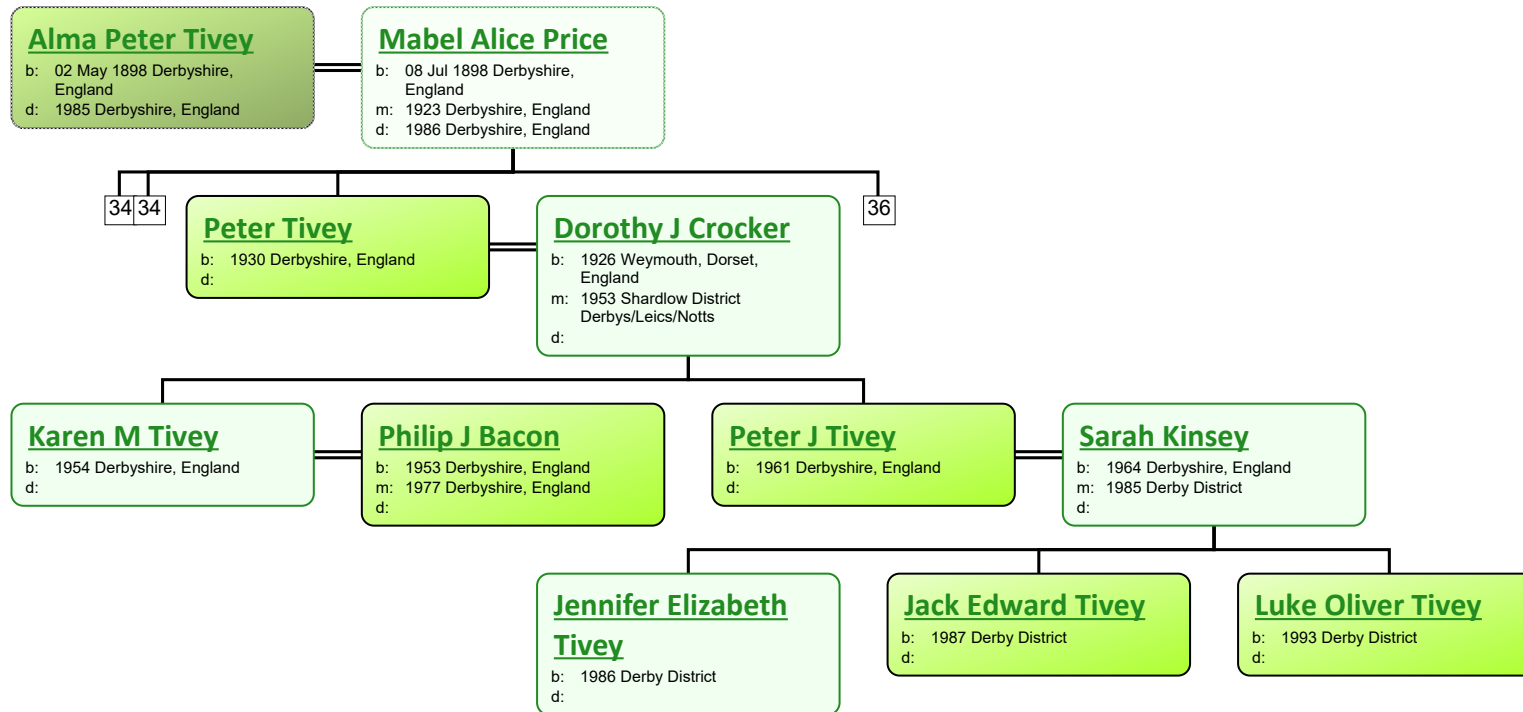 Alma Peter Tivey
b: 02 May 1898 Derbyshire,
England
d: 1985 Derbyshire, England
Mabel Alice Price
b: 08 Jul 1898 Derbyshire,
England
m: 1923 Derbyshire, England
d: 1986 Derbyshire, England
34
34
Peter Tivey
b: 1930 Derbyshire, England
d:
Dorothy J Crocker
b: 1926 Weymouth, Dorset,
England
m: 1953 Shardlow District
Derbys/Leics/Notts
d:
36
Karen M Tivey
b: 1954 Derbyshire, England
d:
Philip J Bacon
b: 1953 Derbyshire, England
m: 1977 Derbyshire, England
d:
Peter J Tivey
b: 1961 Derbyshire, England
d:
Sarah Kinsey
b: 1964 Derbyshire, England
m: 1985 Derby District
d:
Jennifer Elizabeth
Tivey
b: 1986 Derby District
d:
Jack Edward Tivey
b: 1987 Derby District
d:
Luke Oliver Tivey
b: 1993 Derby District
d: